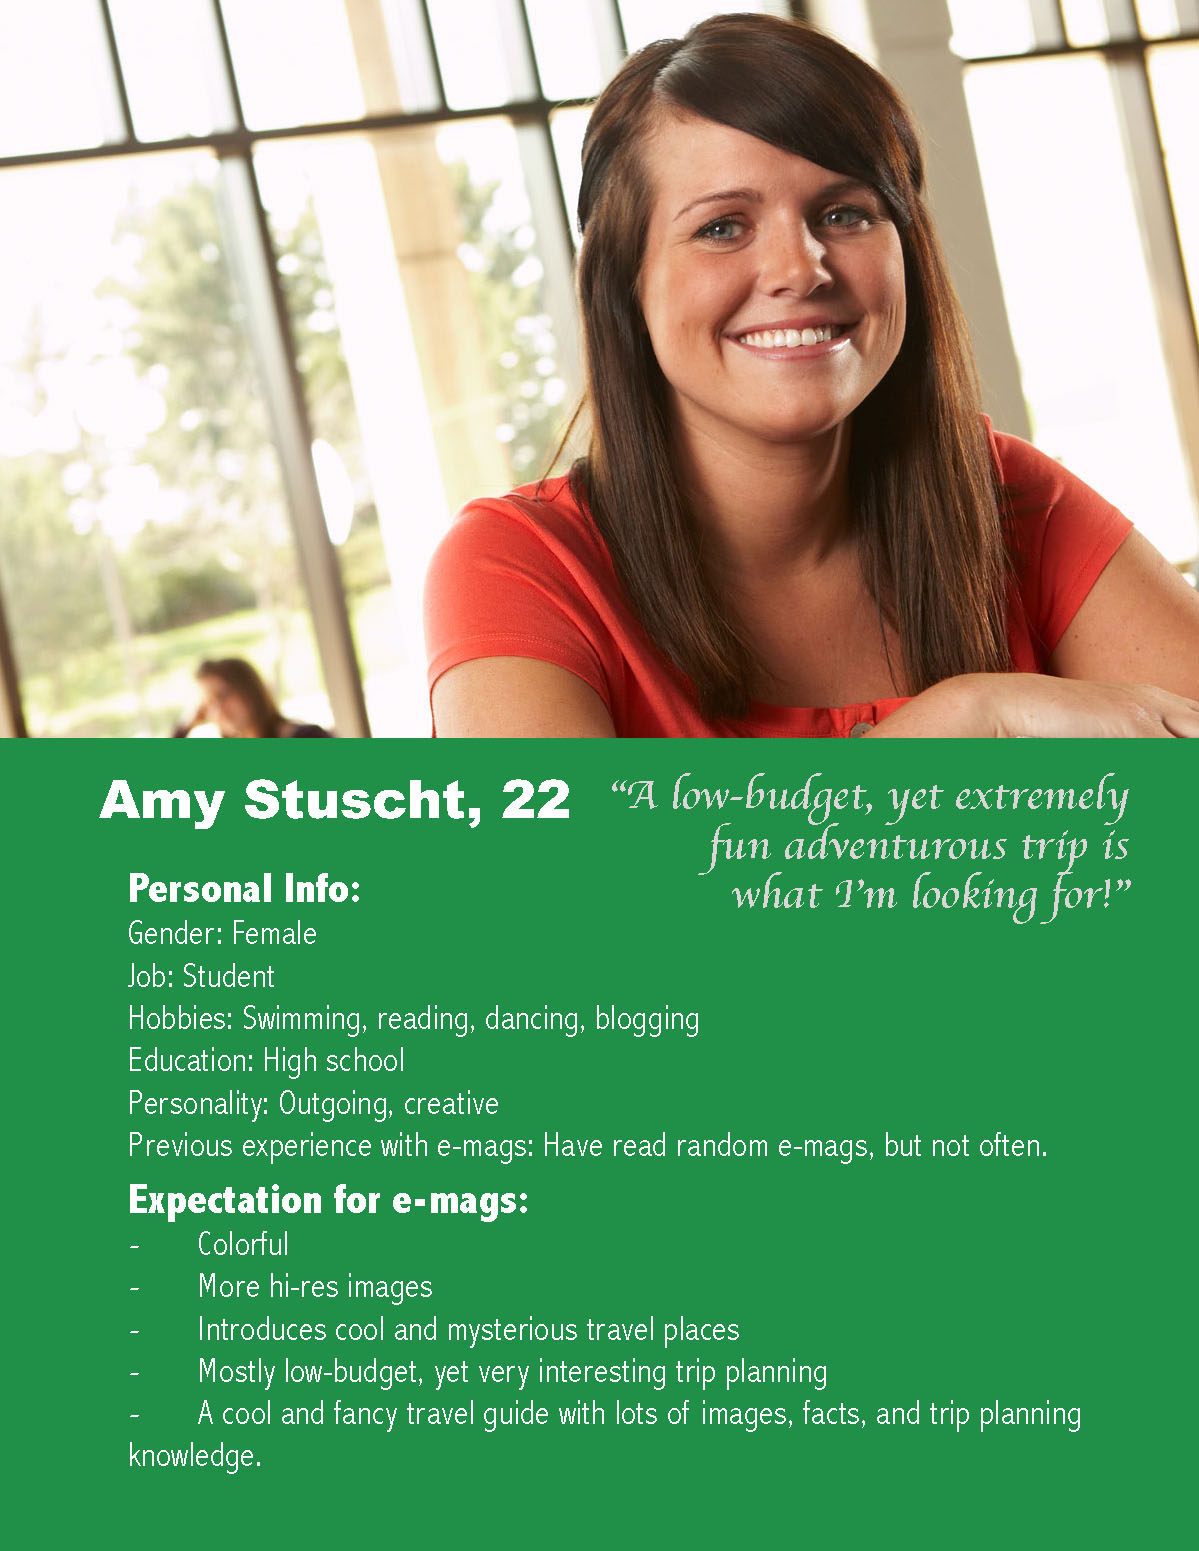 Amy Stuscht, 22
“A low-budget, yet extremely
fun adventurous trip is
what I’m looking for!”
Personal Info:
Gender: Female
Job: Student
Hobbies: Swimming, reading, dancing, blogging
Education: High school
Personality: Outgoing, creative
Previous experience with e-mags: Have read random e-mags, but not often.
Expectation for e-mags:
- Colorful
- More hi-res images
- Introduces cool and mysterious travel places
- Mostly low-budget, yet very interesting trip planning
- A cool and fancy travel guide with lots of images, facts, and trip planning
knowledge.